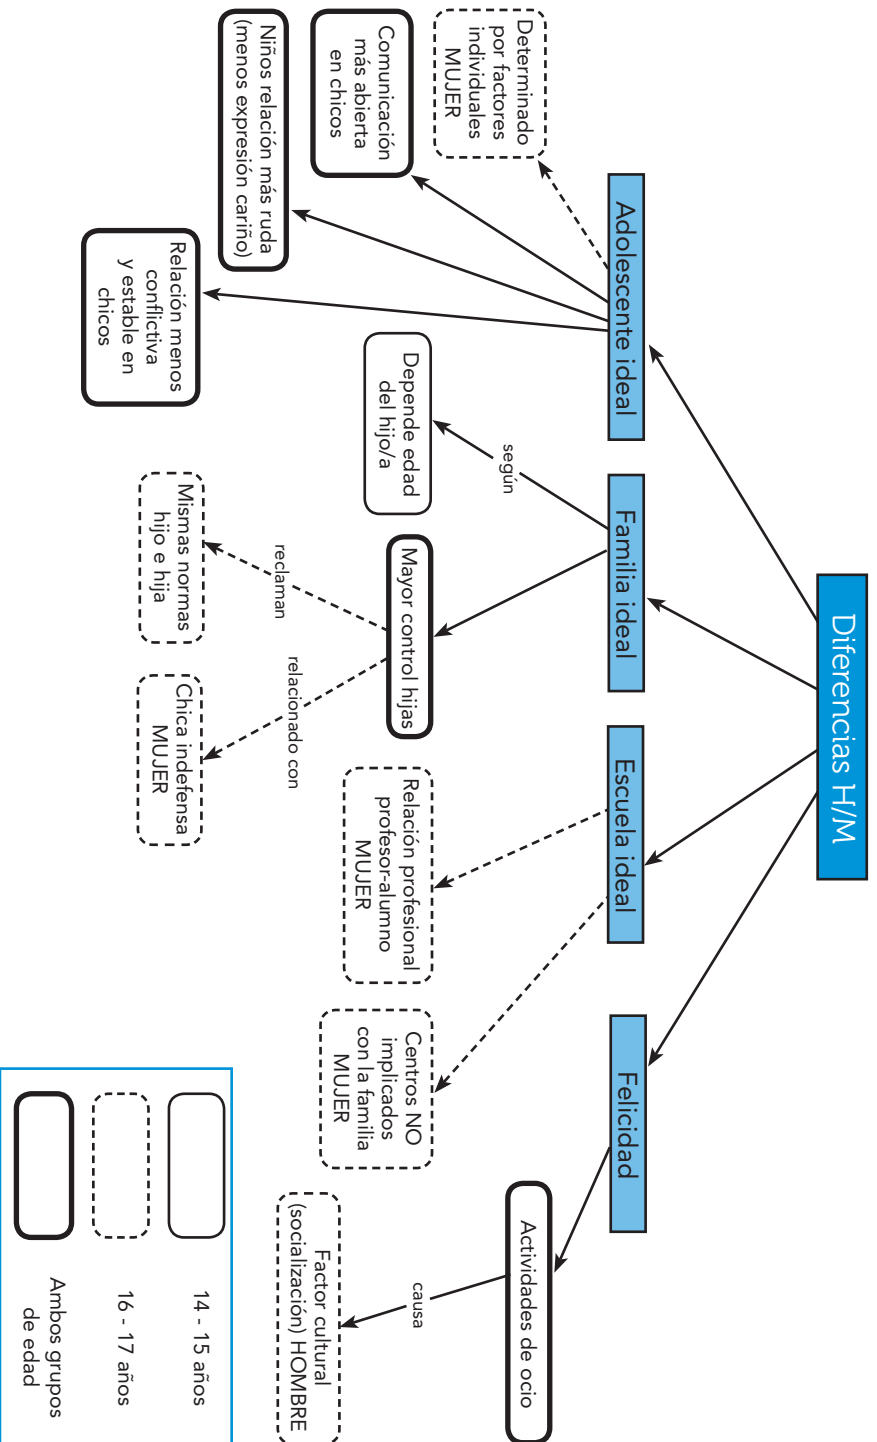 Diferencias H/M
Adolescente ideal
Familia ideal
Escuela ideal
Felicidad
Determinado
por factores
individuales
MUJER
Comunicación
más abierta
en chicos
Niños relación más ruda
(menos expresión cariño)
Relación menos
conflictiva
y estable en
chicos
según
Depende edad
del hijo/a
Mayor control hijas
reclaman
Mismas normas
hijo e hija
relacionado con
Chica indefensa
MUJER
Relación profesional
profesor-alumno
MUJER
Centros NO
implicados
con la familia
MUJER
Actividades de ocio
causa
Factor cultural
(socialización) HOMBRE
14 - 15 años
16 - 17 años
Ambos grupos
de edad